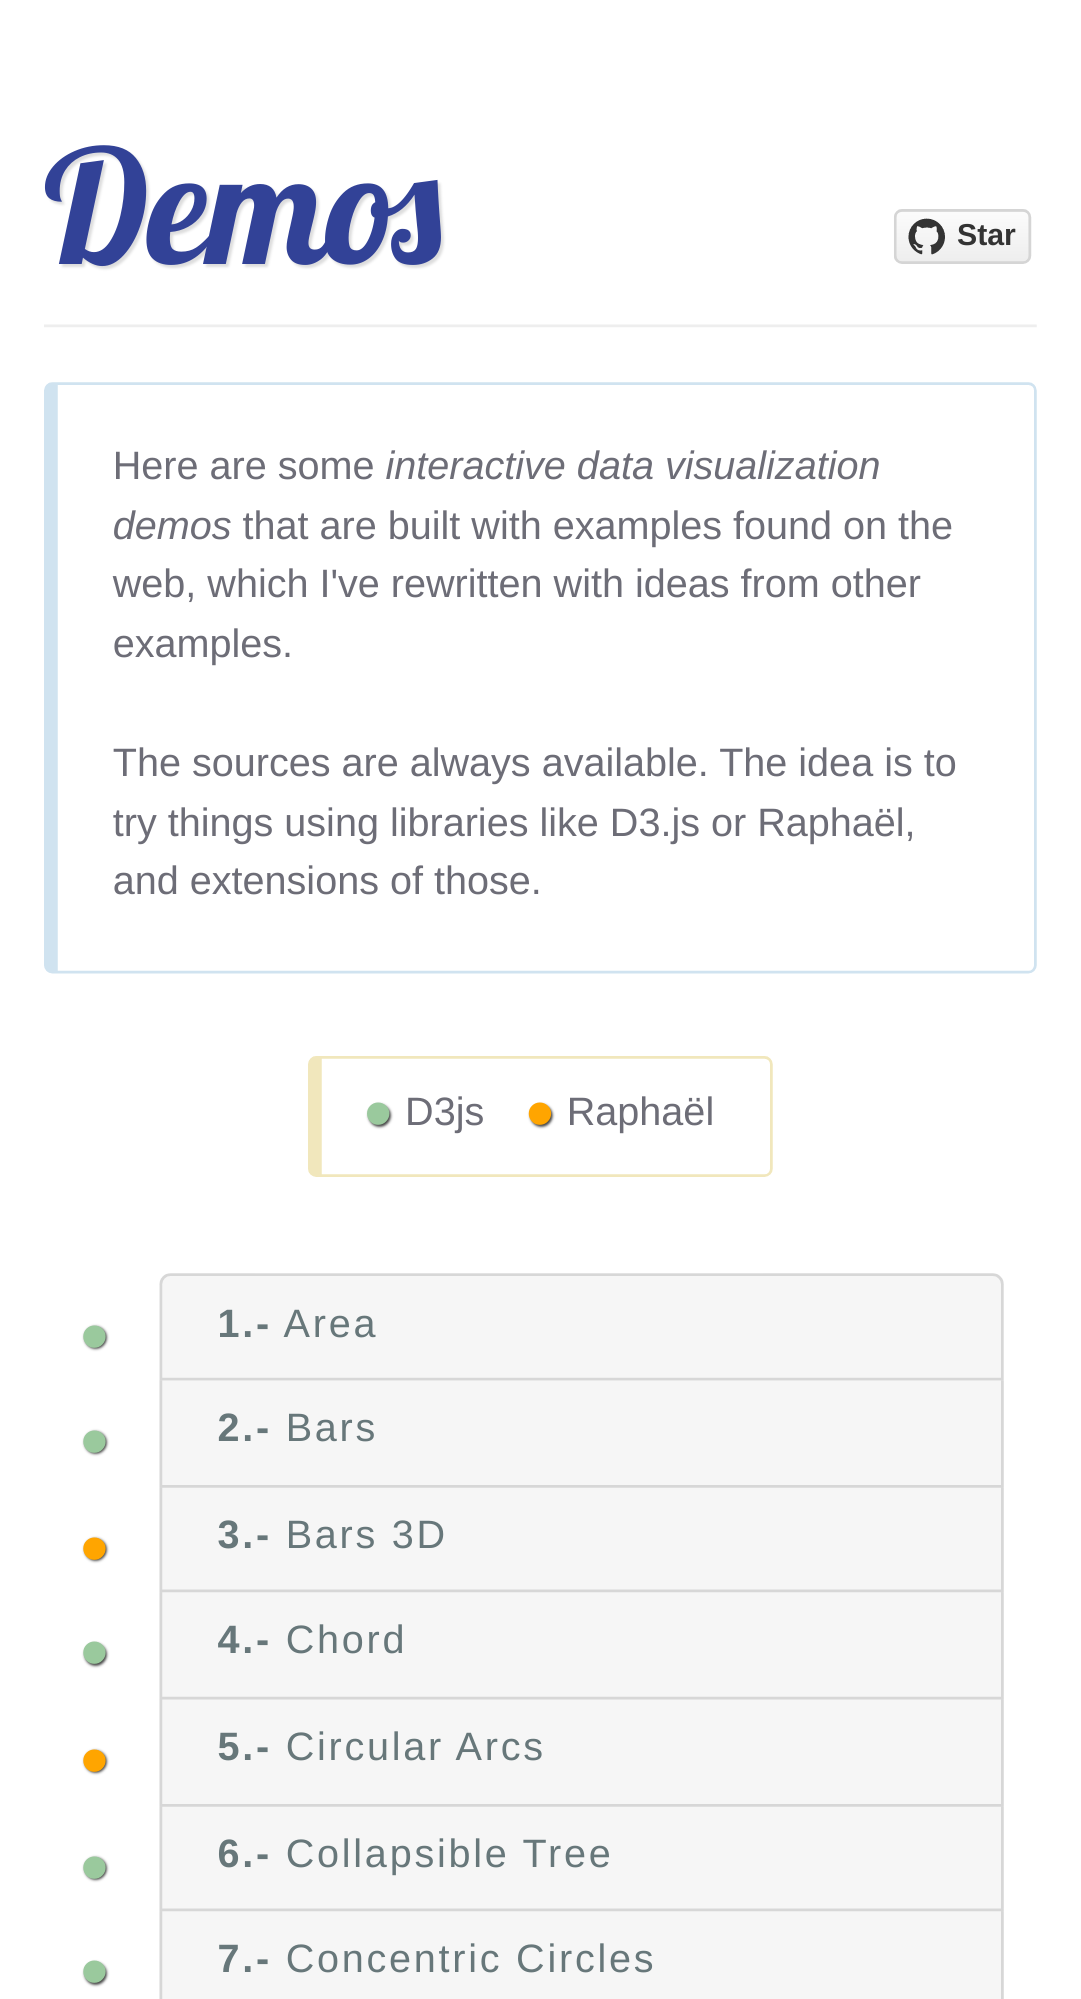 Demos
Star
Here are some interactive data visualization
demos that are built with examples found on the
web, which I've rewritten with ideas from other
examples.
The sources are always available. The idea is to
try things using libraries like D3.js or Raphaël,
and extensions of those.
D3js Raphaël
1.- Area
2.- Bars
3.- Bars 3D
4.- Chord
5.- Circular Arcs
6.- Collapsible Tree
7.- Concentric Circles